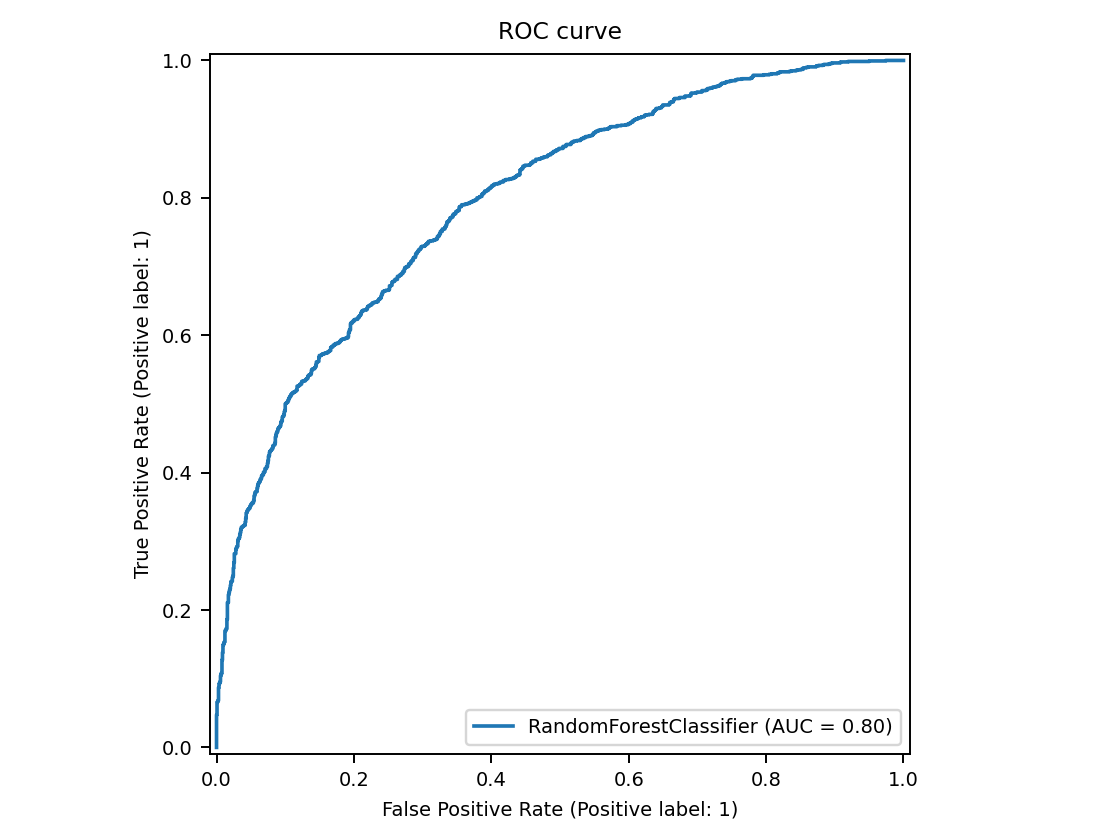 ROC curve
True Positive Rate (Positive label: 1)
1.0
0.8
0.6
0.4
0.2
0.0
RandomForestClassifier (AUC = 0.80)
0.0 0.2 0.4 0.6 0.8 1.0
False Positive Rate (Positive label: 1)